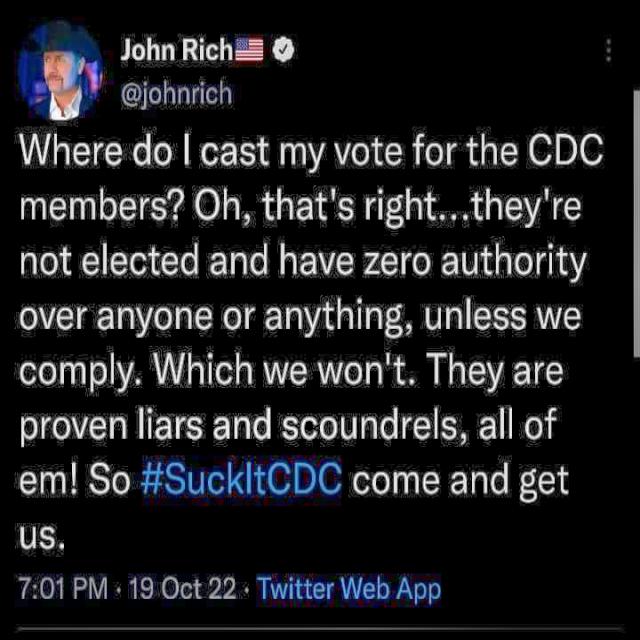 John Rich🇺🇸
@johnrich
Where do I cast my vote for the CDC
members? Oh, that's right...they're
not elected and have zero authority
over anyone or anything, unless we
comply. Which we won't. They are
proven liars and scoundrels, all of
em! So #SuckItCDC come and get
us.
7:01 PM · 19 Oct 22 · Twitter Web App